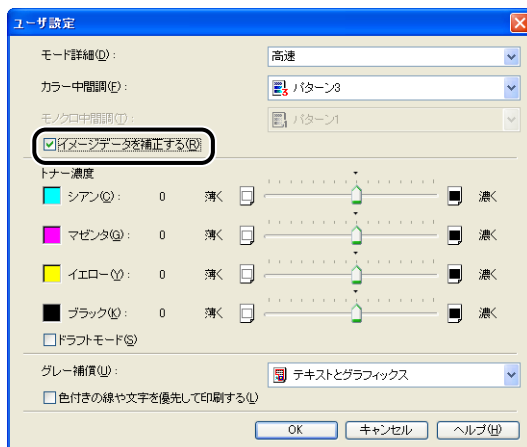 ユーザ設定
モード詳細(D): 高速
カラー中間調(F): パターン3
モノクロ中間調(T): パターン1
イメージデータを補正する(R)
トナー濃度
シアン(C): 0 薄く 濃く
マゼンタ(G): 0 薄く 濃く
イエロー(Y): 0 薄く 濃く
ブラック(K): 0 薄く 濃く
ドラフトモード(S)
グレー補償(U): テキストとグラフィックス
色付きの線や文字を優先して印刷する(L)
OK キャンセル ヘルプ(H)